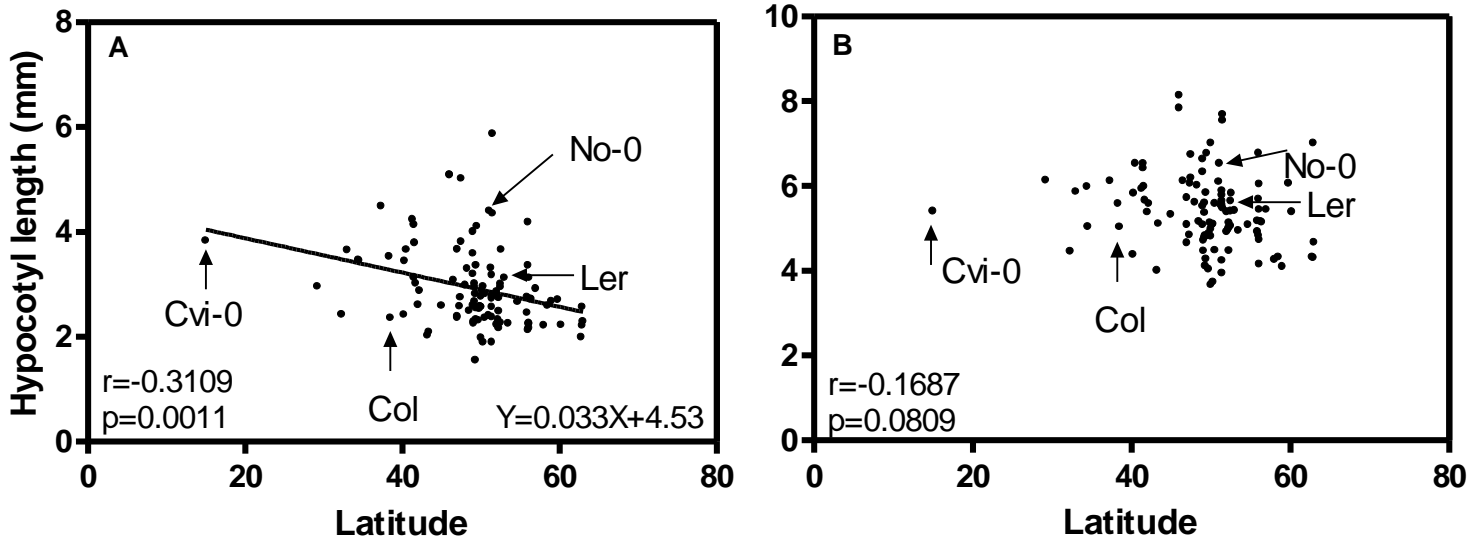 A
Hypocotyl length (mm)
8
6
4
2
0
No-0
Ler
Cvi-0
Col
r=-0.3109
p=0.0011
Y=0.033X+4.53
0 20 40 60 80
Latitude
B
10
8
6
4
2
0
No-0
Ler
Cvi-0
Col
r=-0.1687
p=0.0809
0 20 40 60 80
Latitude